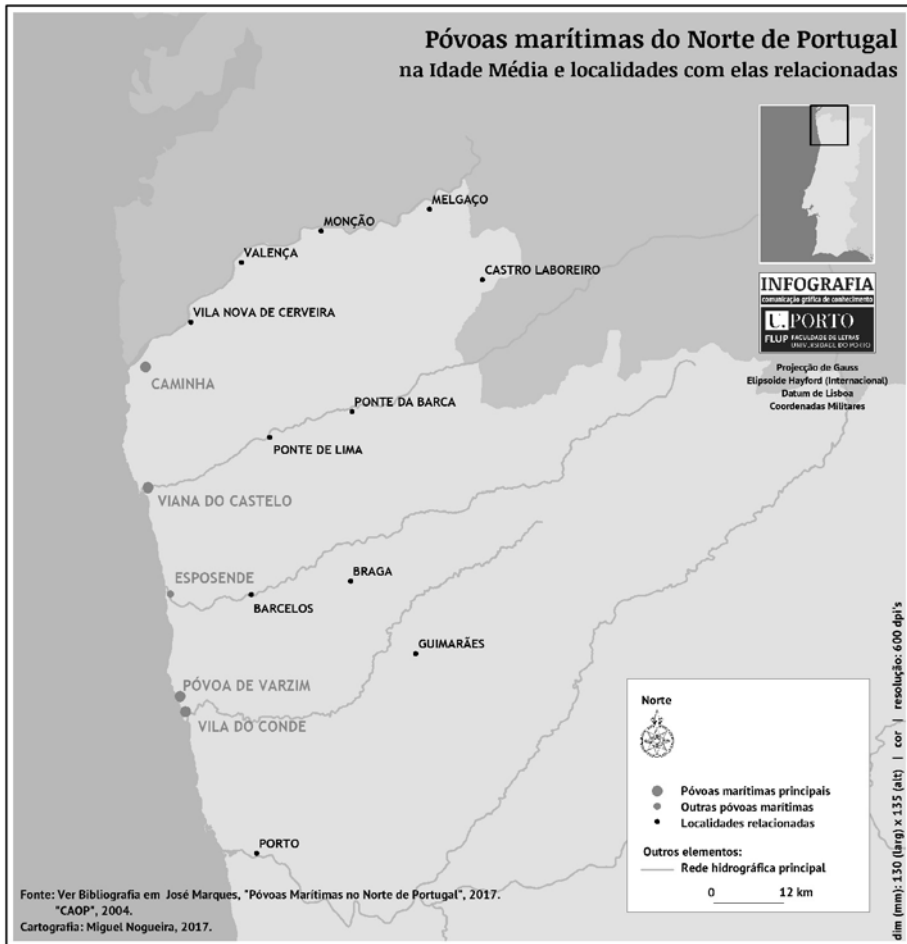 Póvoas marítimas do Norte de Portugal
na Idade Média e localidades com elas relacionadas
MELGAÇO
MONÇÃO
VALENÇA
CASTRO LABOREIRO
VILA NOVA DE CERVEIRA
CAMINHA
PONTE DA BARCA
PONTE DE LIMA
VIANA DO CASTELO
ESPOSENDE
BRAGA
BARCELOS
GUIMARÃES
PÓVOA DE VARZIM
VILA DO CONDE
PORTO
INFOGRAFIA
comunicação gráfica de conhecimento
U. PORTO
FLUP FACULDADE DE LETRAS
UNIVERSIDADE DO PORTO
Projecção de Gauss
Elipsoide Hayford (Internacional)
Datum de Lisboa
Coordenadas Militares
Norte
Póvoas marítimas principais
Outras póvoas marítimas
Localidades relacionadas
Outros elementos:
Rede hidrográfica principal
0 12 km
Fonte: Ver Bibliografia em José Marques, "Póvoas Marítimas no Norte de Portugal", 2017.
"CAOP", 2004.
Cartografia: Miguel Nogueira, 2017.
dim (mm): 130 (larg) x 135 (alt) | cor | resolução: 600 dpi's